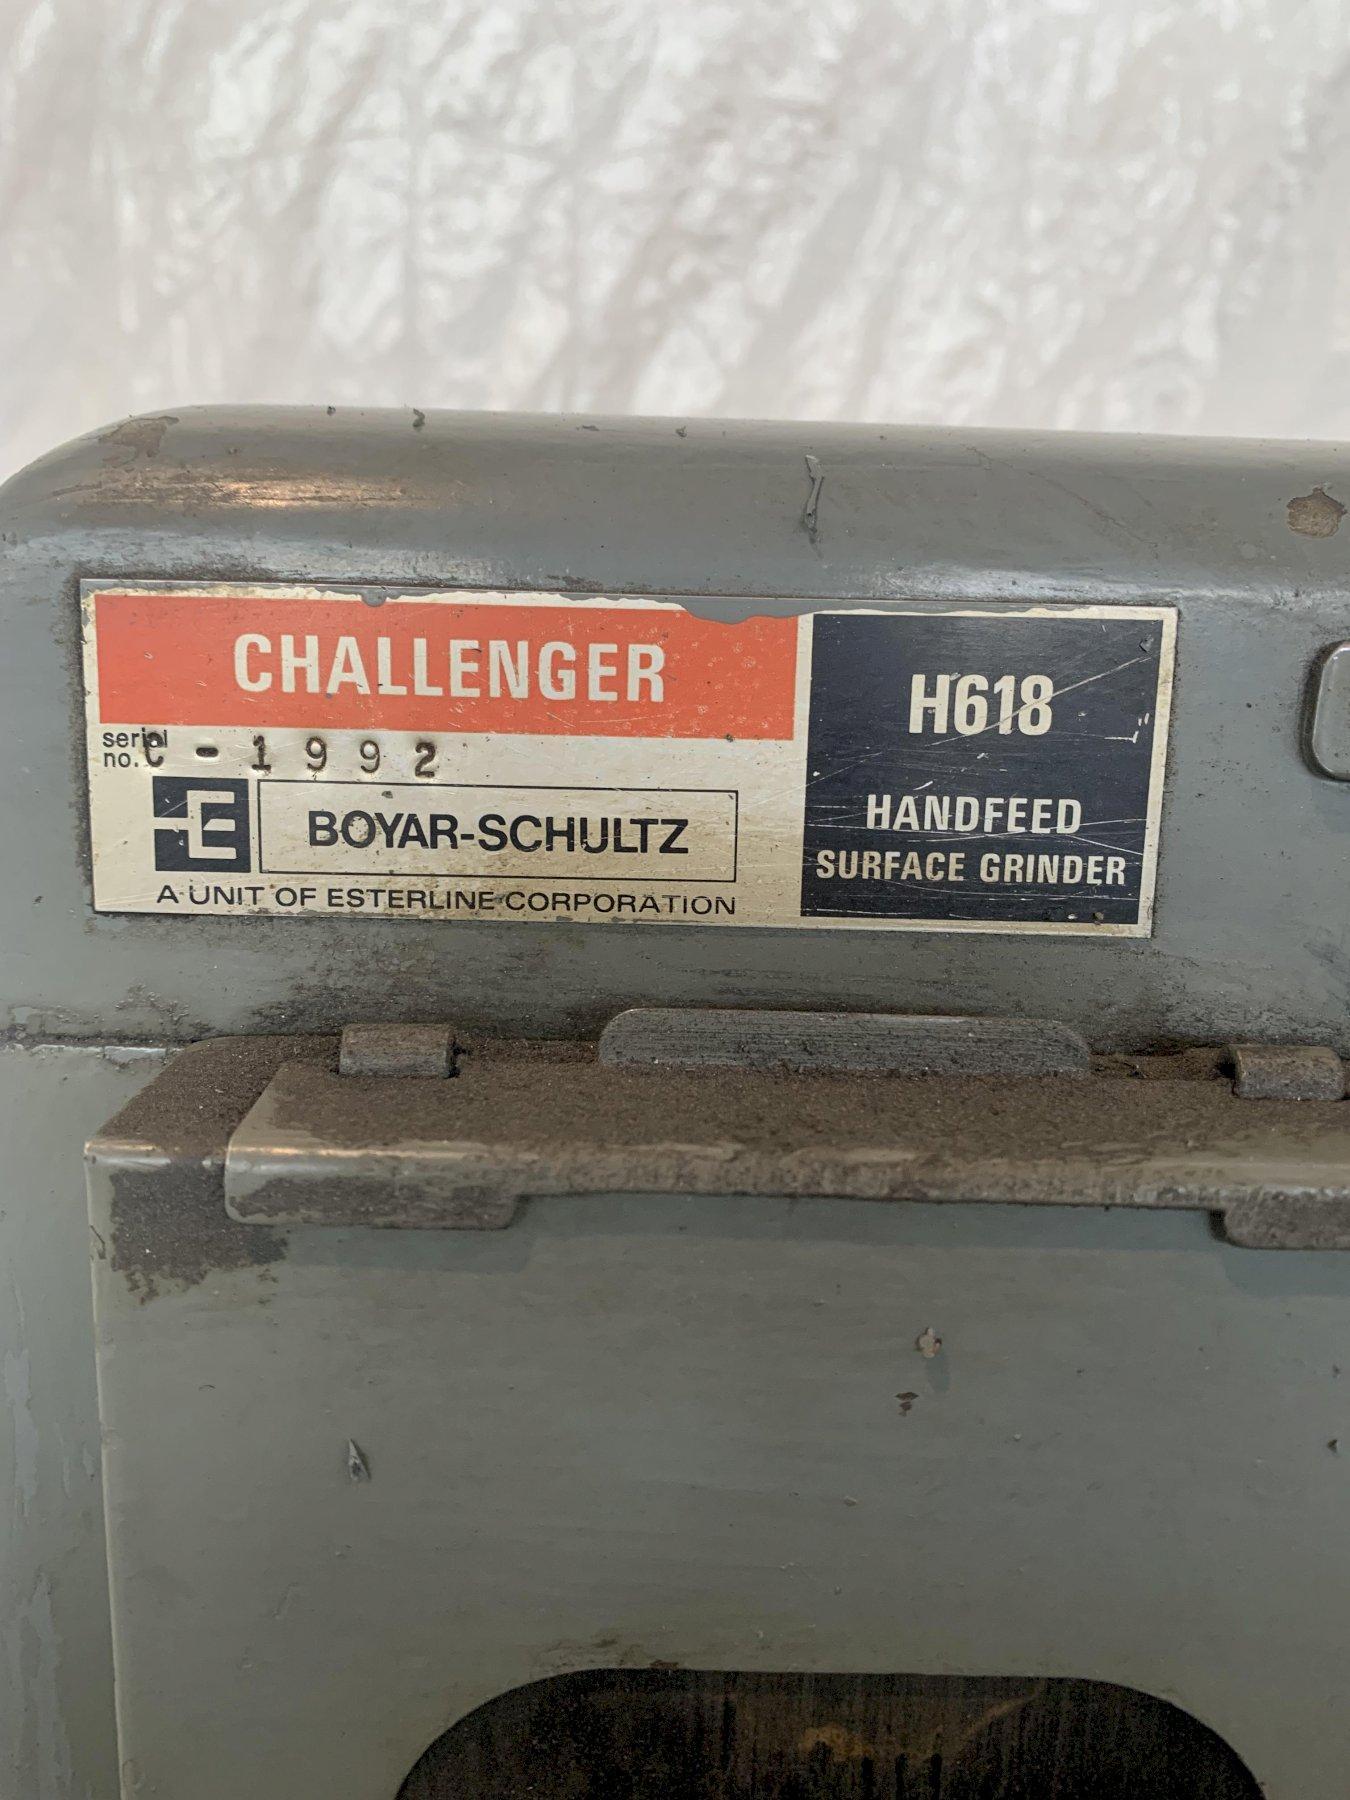 CHALLENGER
serial
no. C - 1992
E
BOYAR-SCHULTZ
A UNIT OF ESTERLINE CORPORATION
H618
HANDFEED
SURFACE GRINDER